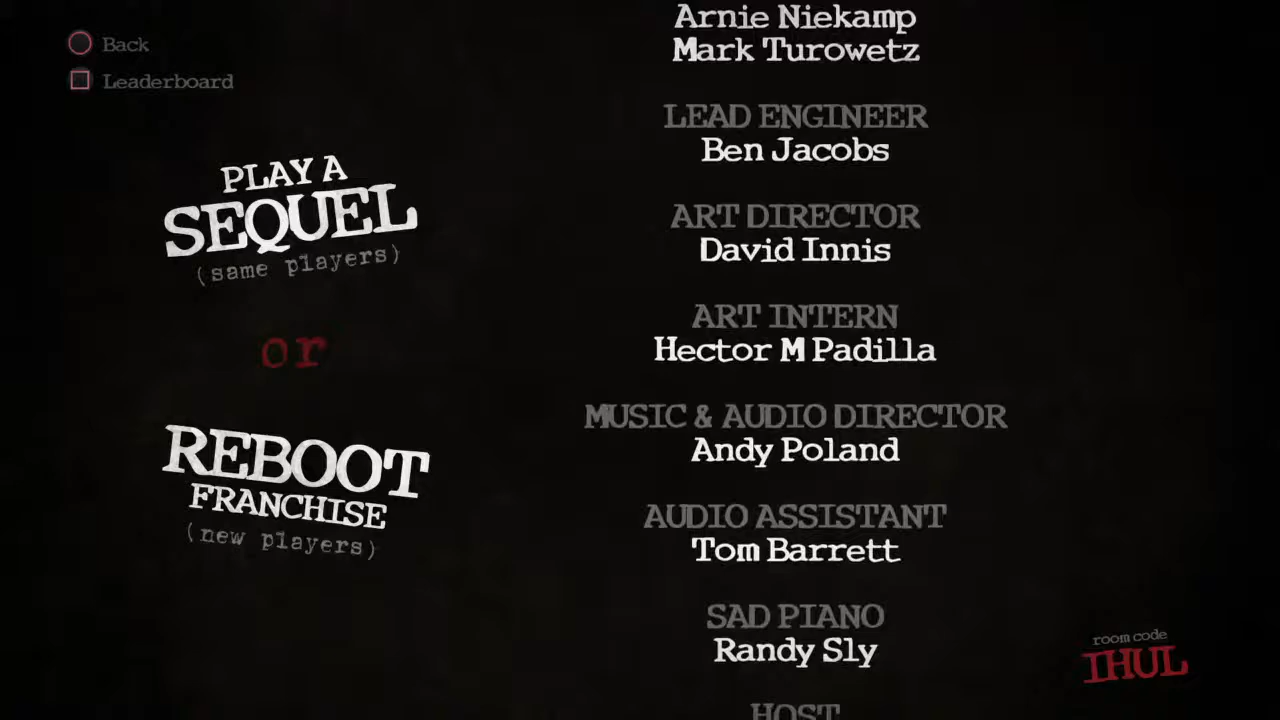 Back
Leaderboard
PLAY A
SEQUEL
(same players)
or
REBOOT
FRANCHISE
(new players)
Arnie Niekamp
Mark Turowetz
LEAD ENGINEER
Ben Jacobs
ART DIRECTOR
David Innis
ART INTERN
Hector M Padilla
MUSIC & AUDIO DIRECTOR
Andy Poland
AUDIO ASSISTANT
Tom Barrett
SAD PIANO
Randy Sly
HOST
room code
IHUL